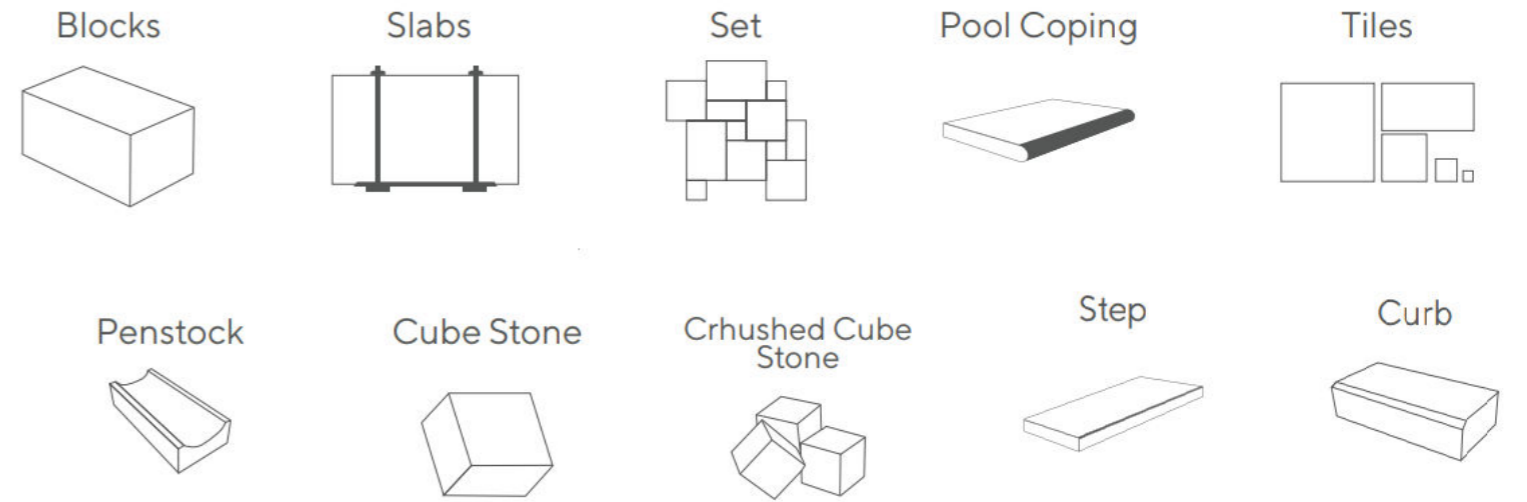 Blocks
Slabs
Set
Pool Coping
Tiles
Penstock
Cube Stone
Crhushed Cube
Stone
Step
Curb